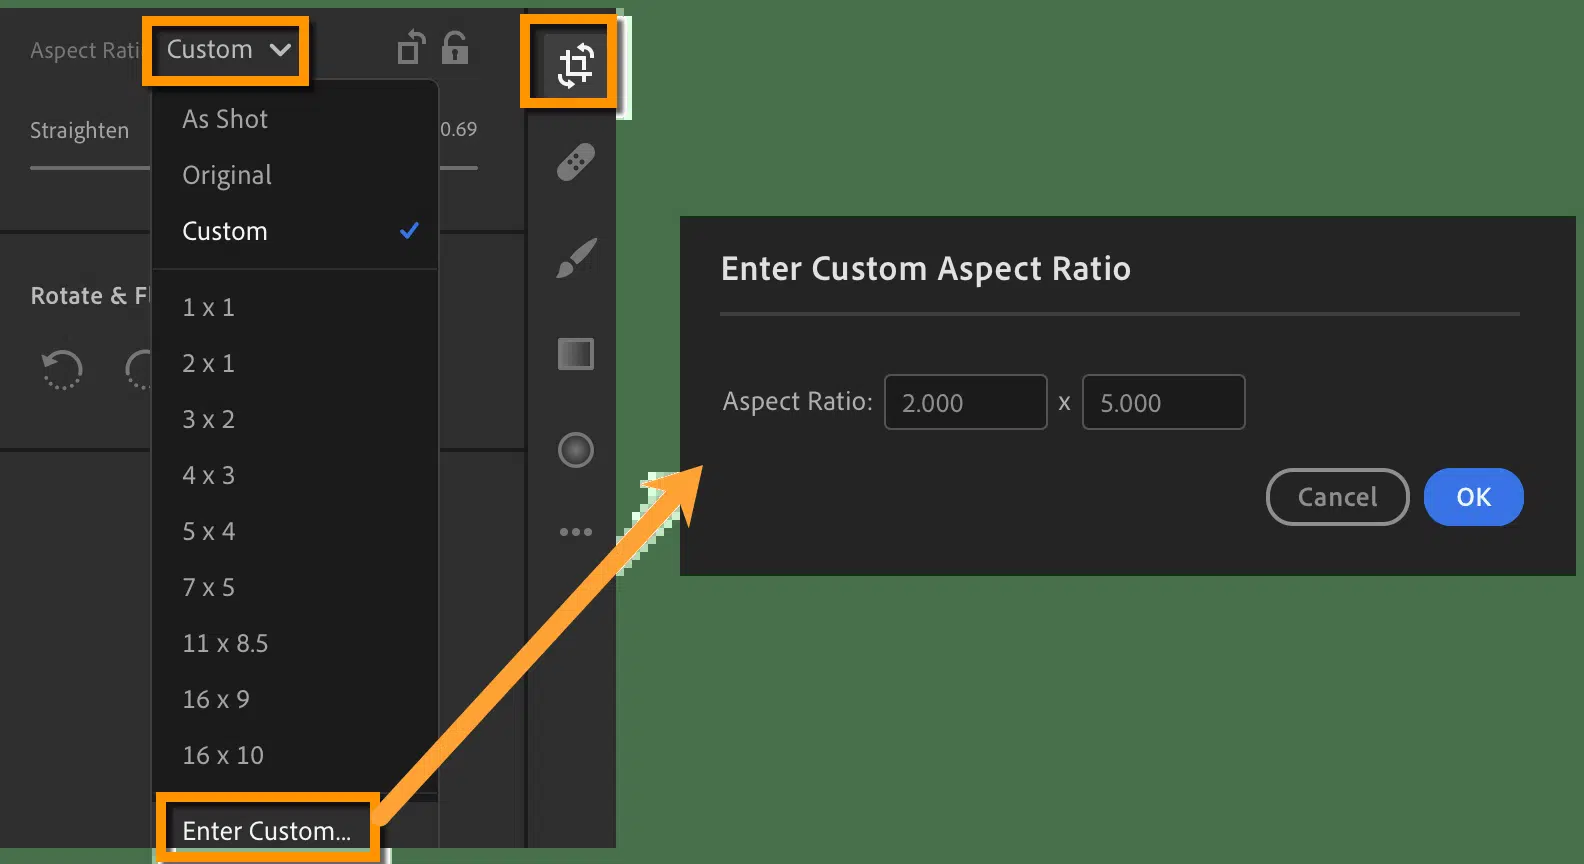 Aspect Rati Custom
Straighten 0.69
As Shot
Original
Custom
Rotate & F
1 x 1
2 x 1
3 x 2
4 x 3
5 x 4
7 x 5
11 x 8.5
16 x 9
16 x 10
Enter Custom...
Enter Custom Aspect Ratio
Aspect Ratio: 2.000 x 5.000
Cancel OK